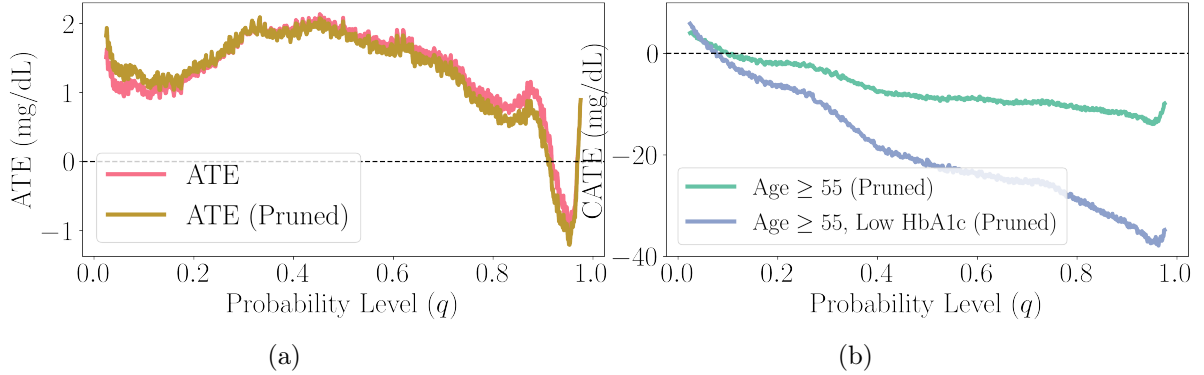 ATE (mg/dL)
2
1
0
−1
ATE
ATE (Pruned)
0.0 0.2 0.4 0.6 0.8 1.0
Probability Level (q)
(a)
CATE (mg/dL)
0
−20
−40
Age ≥ 55 (Pruned)
Age ≥ 55, Low HbA1c (Pruned)
0.0 0.2 0.4 0.6 0.8 1.0
Probability Level (q)
(b)